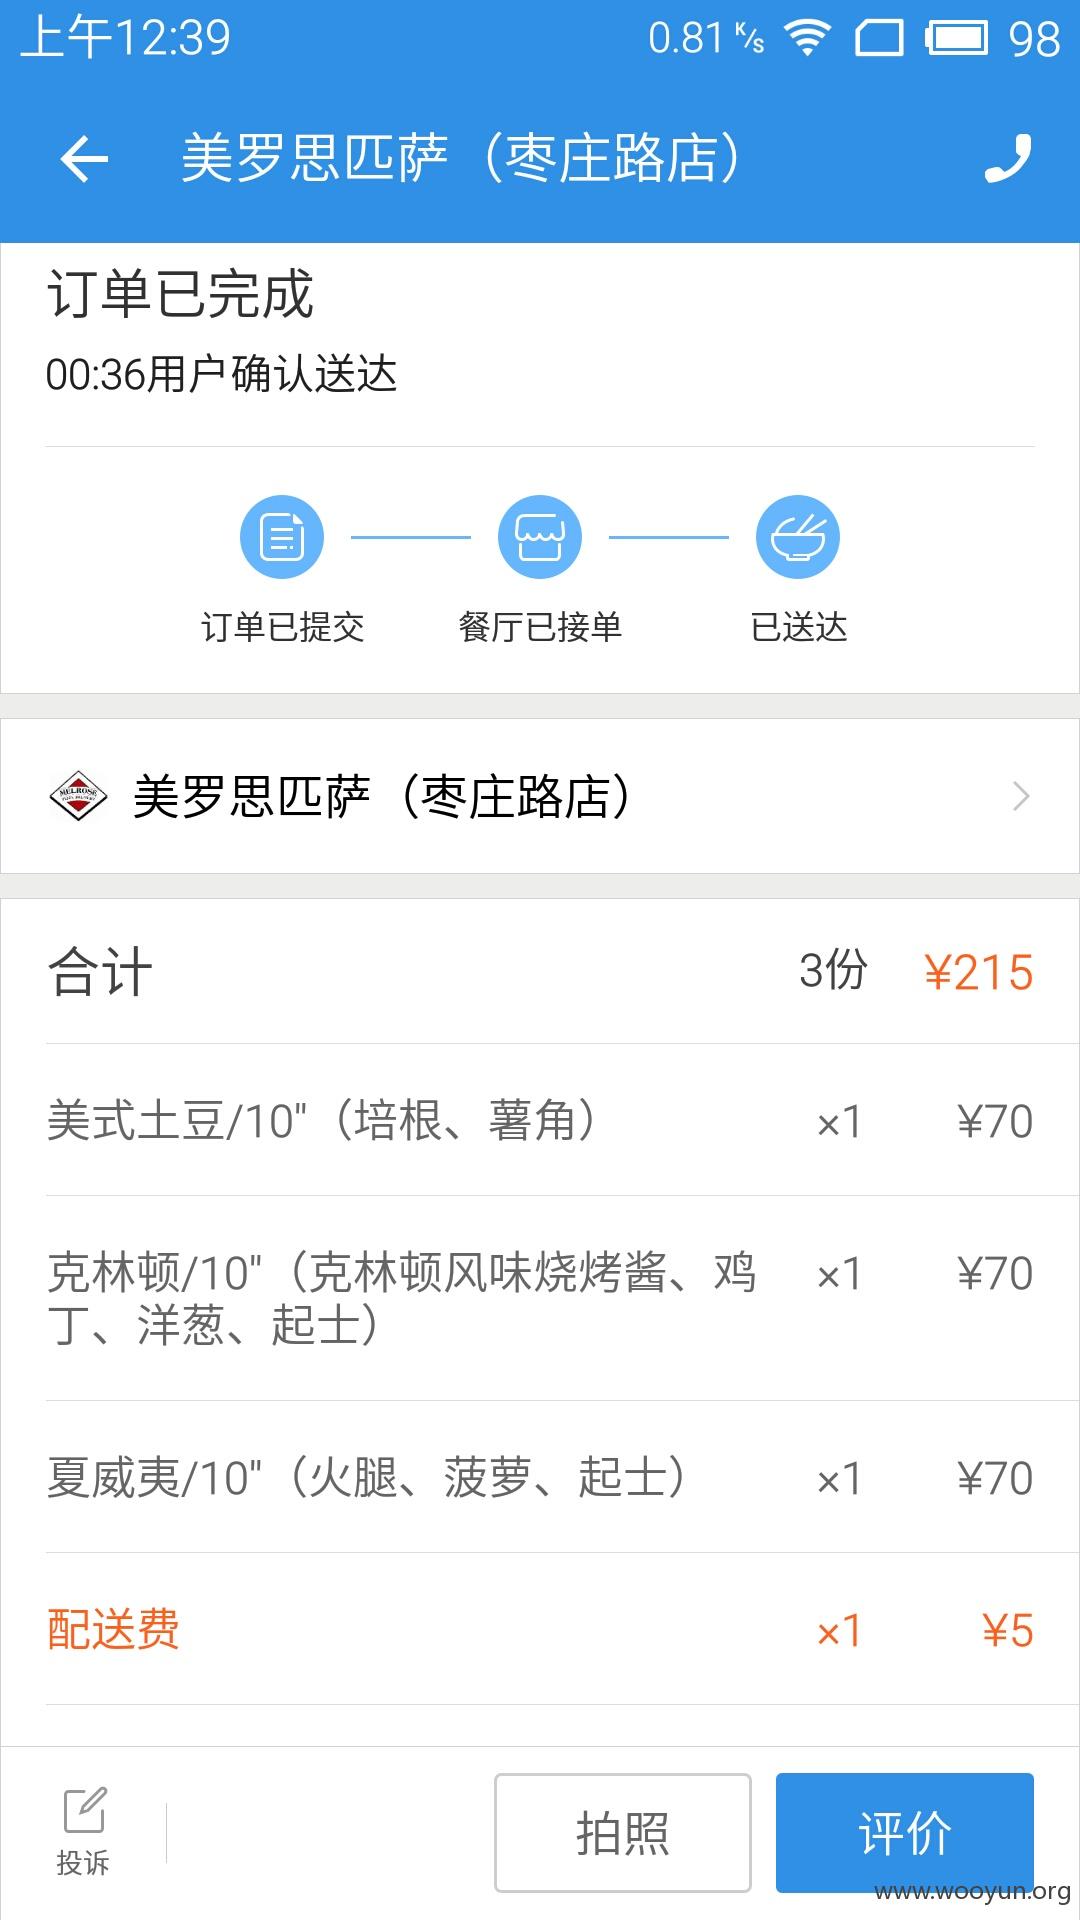 上午12:39 0.81 K/s 98
美罗思匹萨（枣庄路店）
订单已完成
00:36用户确认送达
订单已提交 餐厅已接单 已送达
MELROSE
美罗思匹萨（枣庄路店）
合计 3份 ¥215
美式土豆/10"（培根、薯角） ×1 ¥70
克林顿/10"（克林顿风味烧烤酱、鸡
丁、洋葱、起士） ×1 ¥70
夏威夷/10"（火腿、菠萝、起士） ×1 ¥70
配送费 ×1 ¥5
投诉 拍照 评价
www.wooyun.org